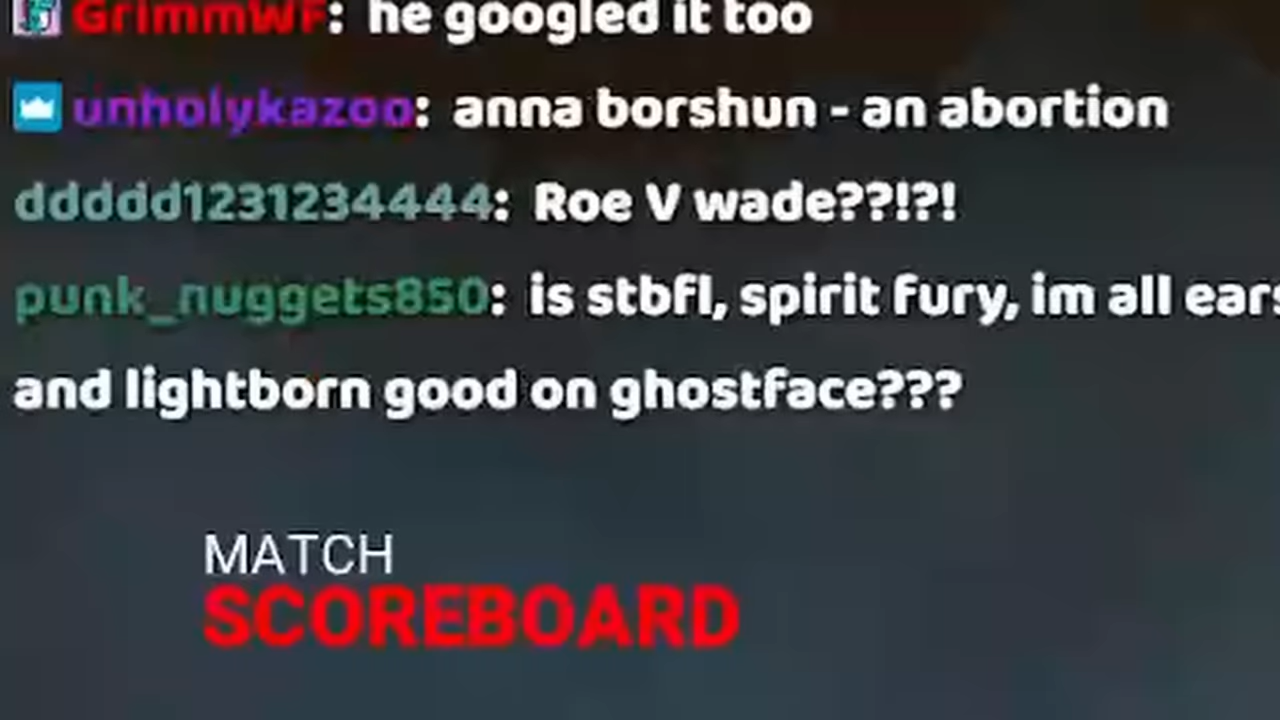 GrimmWF: he googled it too
unholykazoo: anna borshun - an abortion
ddddd1231234444: Roe V wade??!?!
punk_nuggets850: is stbfl, spirit fury, im all ears
and lightborn good on ghostface???
MATCH
SCOREBOARD